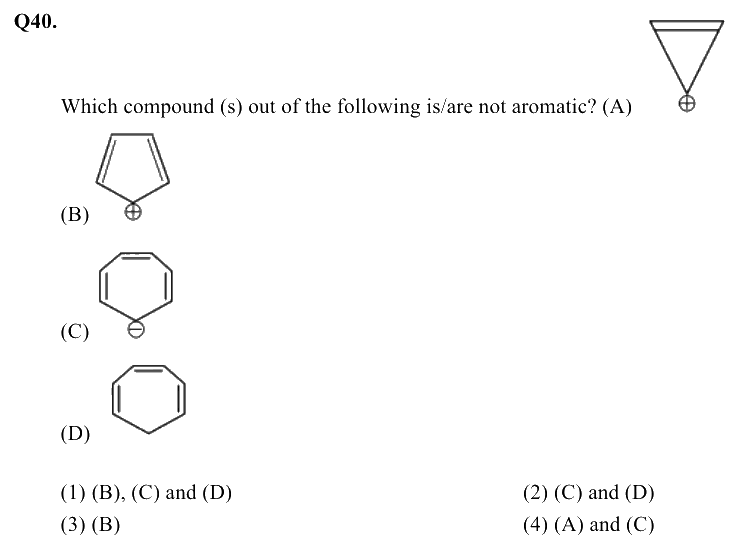 Q40.
Which compound (s) out of the following is/are not aromatic? (A)
⊕
(B)
⊕
(C)
⊖
(D)
(1) (B), (C) and (D)
(2) (C) and (D)
(3) (B)
(4) (A) and (C)